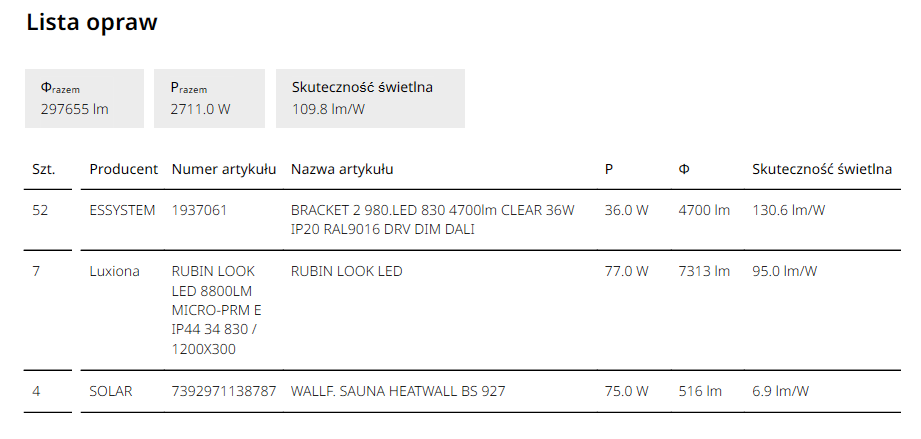 Lista opraw
Φrazem Prazem Skuteczność świetlna
297655 lm 2711.0 W 109.8 lm/W
Szt. Producent Numer artykułu Nazwa artykułu P Φ Skuteczność świetlna
52 ESSYSTEM 1937061 BRACKET 2 980.LED 830 4700lm CLEAR 36W 36.0 W 4700 lm 130.6 lm/W
IP20 RAL9016 DRV DIM DALI
7 Luxiona RUBIN LOOK RUBIN LOOK LED 77.0 W 7313 lm 95.0 lm/W
LED 8800LM
MICRO-PRM E
IP44 34 830 /
1200X300
4 SOLAR 7392971138787 WALLF. SAUNA HEATWALL BS 927 75.0 W 516 lm 6.9 lm/W